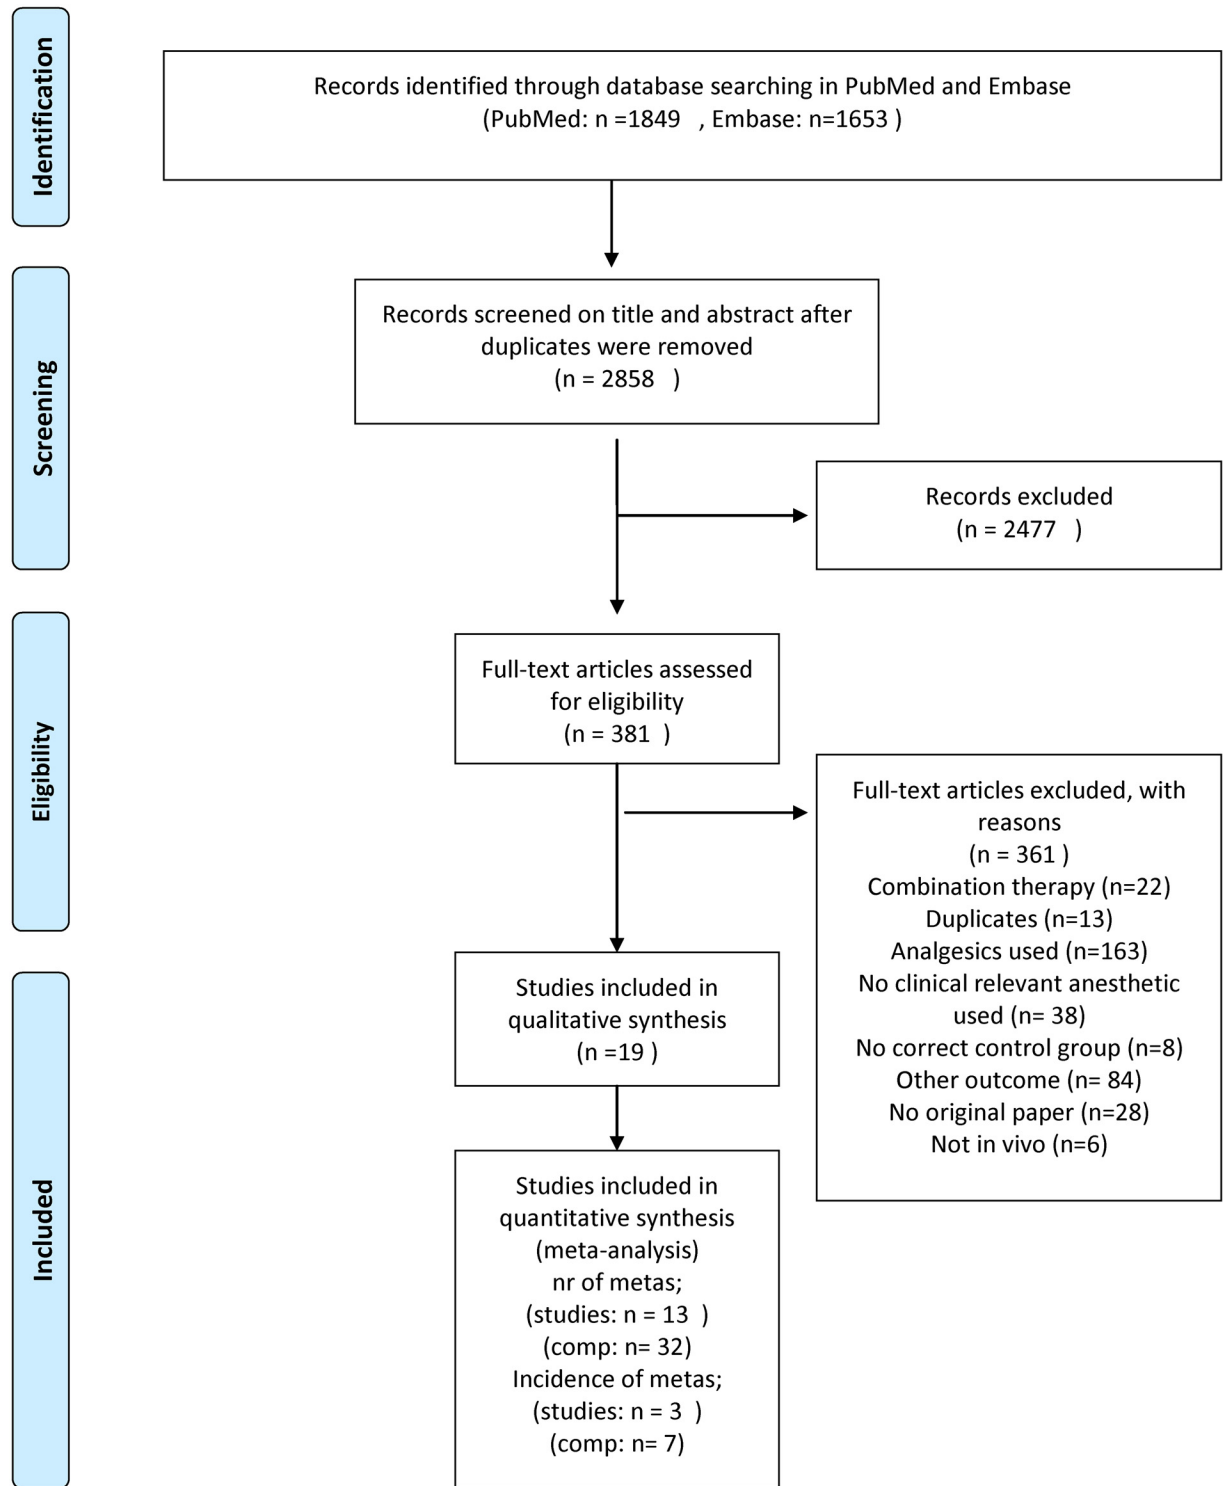 Identification
Records identified through database searching in PubMed and Embase
(PubMed: n =1849   , Embase: n=1653 )
Screening
Records screened on title and abstract after
duplicates were removed
(n = 2858   )
Records excluded
(n = 2477   )
Eligibility
Full-text articles assessed
for eligibility
(n = 381  )
Full-text articles excluded, with
reasons
(n = 361 )
Combination therapy (n=22)
Duplicates (n=13)
Analgesics used (n=163)
No clinical relevant anesthetic
used (n= 38)
No correct control group (n=8)
Other outcome (n= 84)
No original paper (n=28)
Not in vivo (n=6)
Included
Studies included in
qualitative synthesis
(n =19 )
Studies included in
quantitative synthesis
(meta-analysis)
nr of metas;
(studies: n = 13  )
(comp: n= 32)
Incidence of metas;
(studies: n = 3  )
(comp: n= 7)